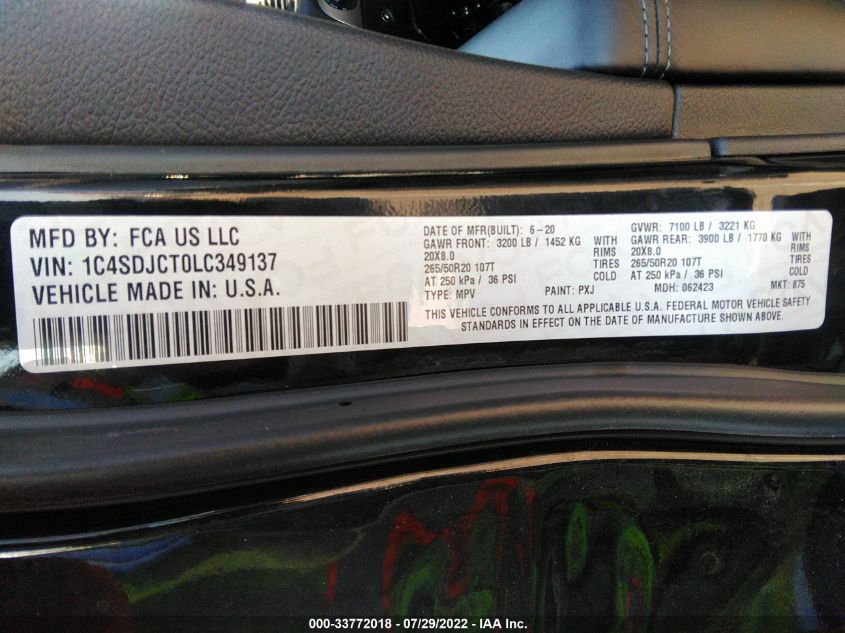 MFD BY: FCA US LLC
VIN: 1C4SDJCT0LC349137
VEHICLE MADE IN: U.S.A.
DATE OF MFR(BUILT): 6-20 GVWR: 7100 LB / 3221 KG
GAWR FRONT: 3200 LB / 1452 KG WITH GAWR REAR: 3900 LB / 1770 KG WITH
20X8.0 RIMS 20X8.0 RIMS
265/50R20 107T TIRES 265/50R20 107T TIRES
AT 250 kPa / 36 PSI COLD AT 250 kPa / 36 PSI COLD
TYPE: MPV PAINT: PXJ MDH: 062423 MKT: 875
THIS VEHICLE CONFORMS TO ALL APPLICABLE U.S.A. FEDERAL MOTOR VEHICLE SAFETY
STANDARDS IN EFFECT ON THE DATE OF MANUFACTURE SHOWN ABOVE.
000-33772018 - 07/29/2022 - IAA Inc.